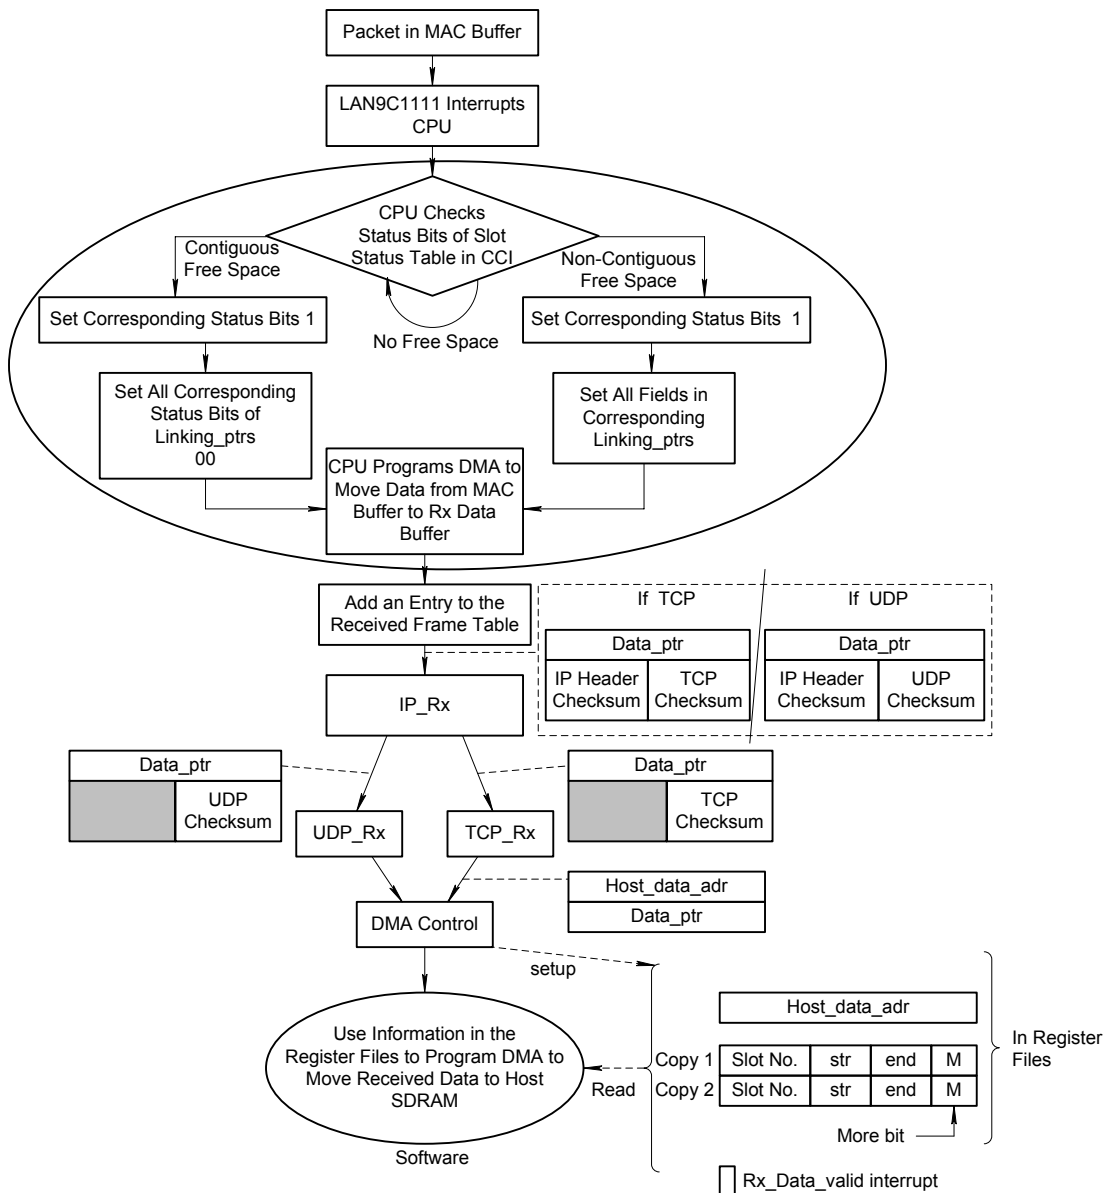 Packet in MAC Buffer
LAN9C1111 Interrupts
CPU
CPU Checks
Status Bits of Slot
Status Table in CCI
Contiguous
Free Space
Non-Contiguous
Free Space
No Free Space
Set Corresponding Status Bits 1
Set Corresponding Status Bits 1
Set All Corresponding
Status Bits of
Linking_ptrs
00
Set All Fields in
Corresponding
Linking_ptrs
CPU Programs DMA to
Move Data from MAC
Buffer to Rx Data
Buffer
Add an Entry to the
Received Frame Table
If TCP
If UDP
Data_ptr
IP Header
Checksum
TCP
Checksum
Data_ptr
IP Header
Checksum
UDP
Checksum
IP_Rx
Data_ptr
UDP
Checksum
Data_ptr
TCP
Checksum
UDP_Rx
TCP_Rx
Host_data_adr
Data_ptr
DMA Control
setup
Use Information in the
Register Files to Program DMA to
Move Received Data to Host
SDRAM
Software
Read
Host_data_adr
Copy 1 Slot No. str end M
Copy 2 Slot No. str end M
More bit
In Register
Files
Rx_Data_valid interrupt